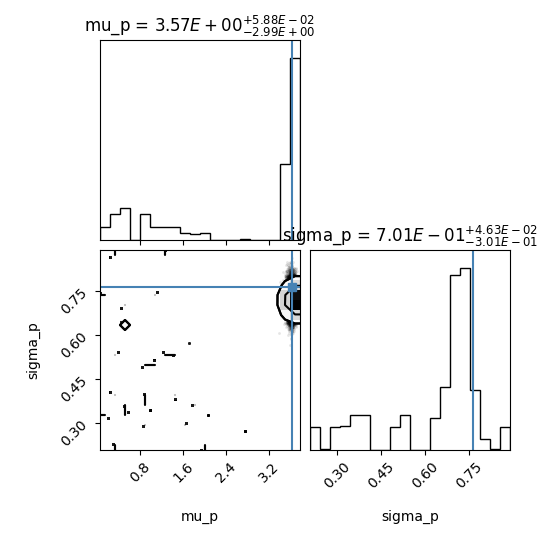 mu_p = 3.57E + 00+5.88E − 02 −2.99E + 00
sigma_p = 7.01E − 01+4.63E − 02 −3.01E − 01
sigma_p
0.75
0.60
0.45
0.30
0.8 1.6 2.4 3.2
0.30 0.45 0.60 0.75
mu_p
sigma_p